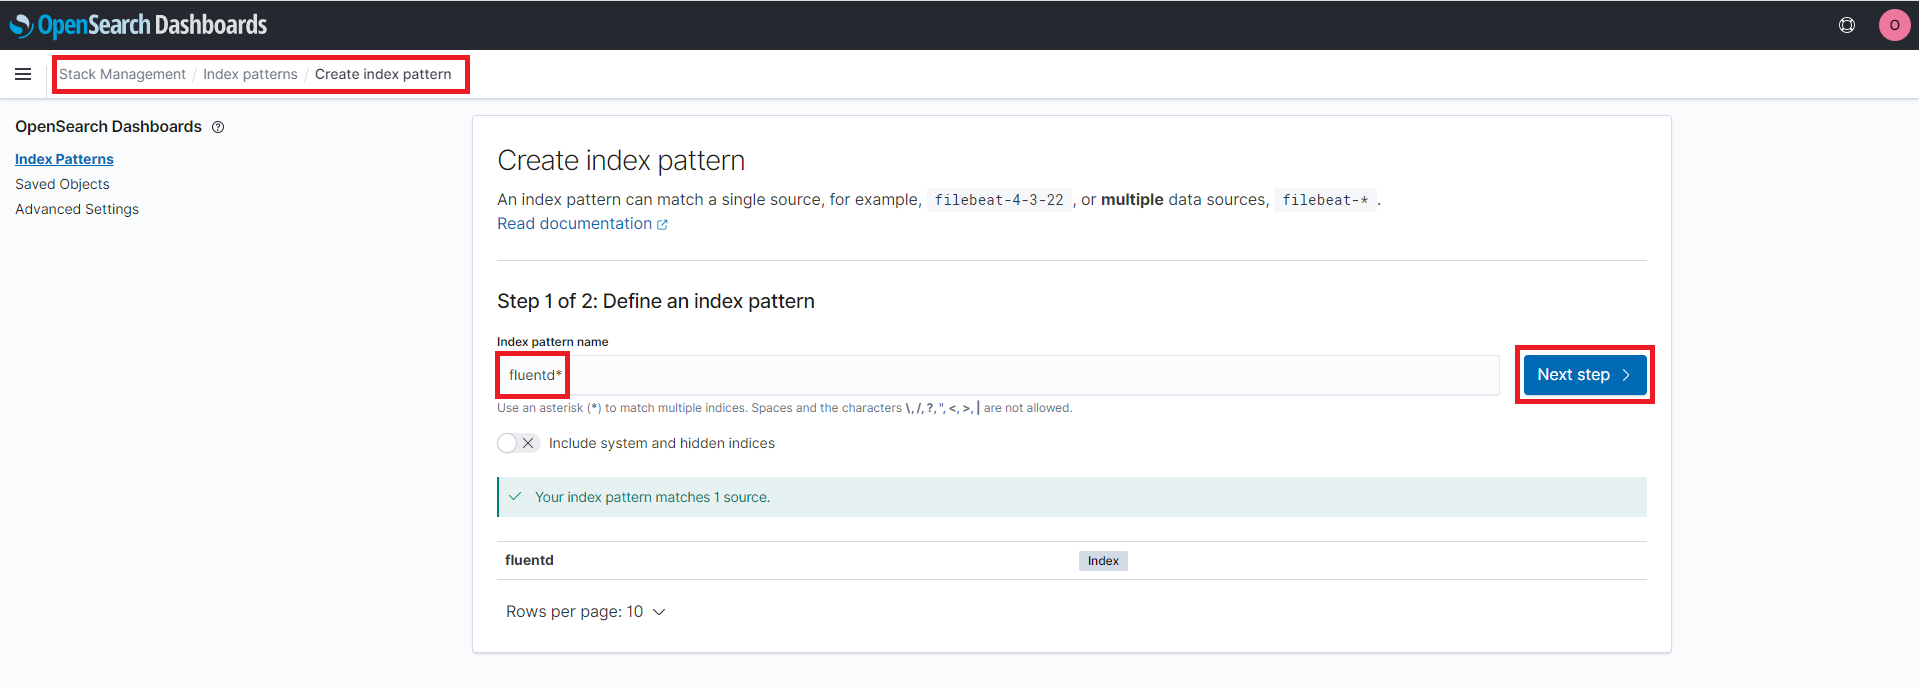 OpenSearch Dashboards
O
Stack Management / Index patterns / Create index pattern
OpenSearch Dashboards
Index Patterns
Saved Objects
Advanced Settings
Create index pattern
An index pattern can match a single source, for example, filebeat-4-3-22 , or multiple data sources, filebeat-* .
Read documentation
Step 1 of 2: Define an index pattern
Index pattern name
fluentd*
Next step
Use an asterisk (*) to match multiple indices. Spaces and the characters \, /, ?, ", <, >, | are not allowed.
Include system and hidden indices
Your index pattern matches 1 source.
fluentd Index
Rows per page: 10